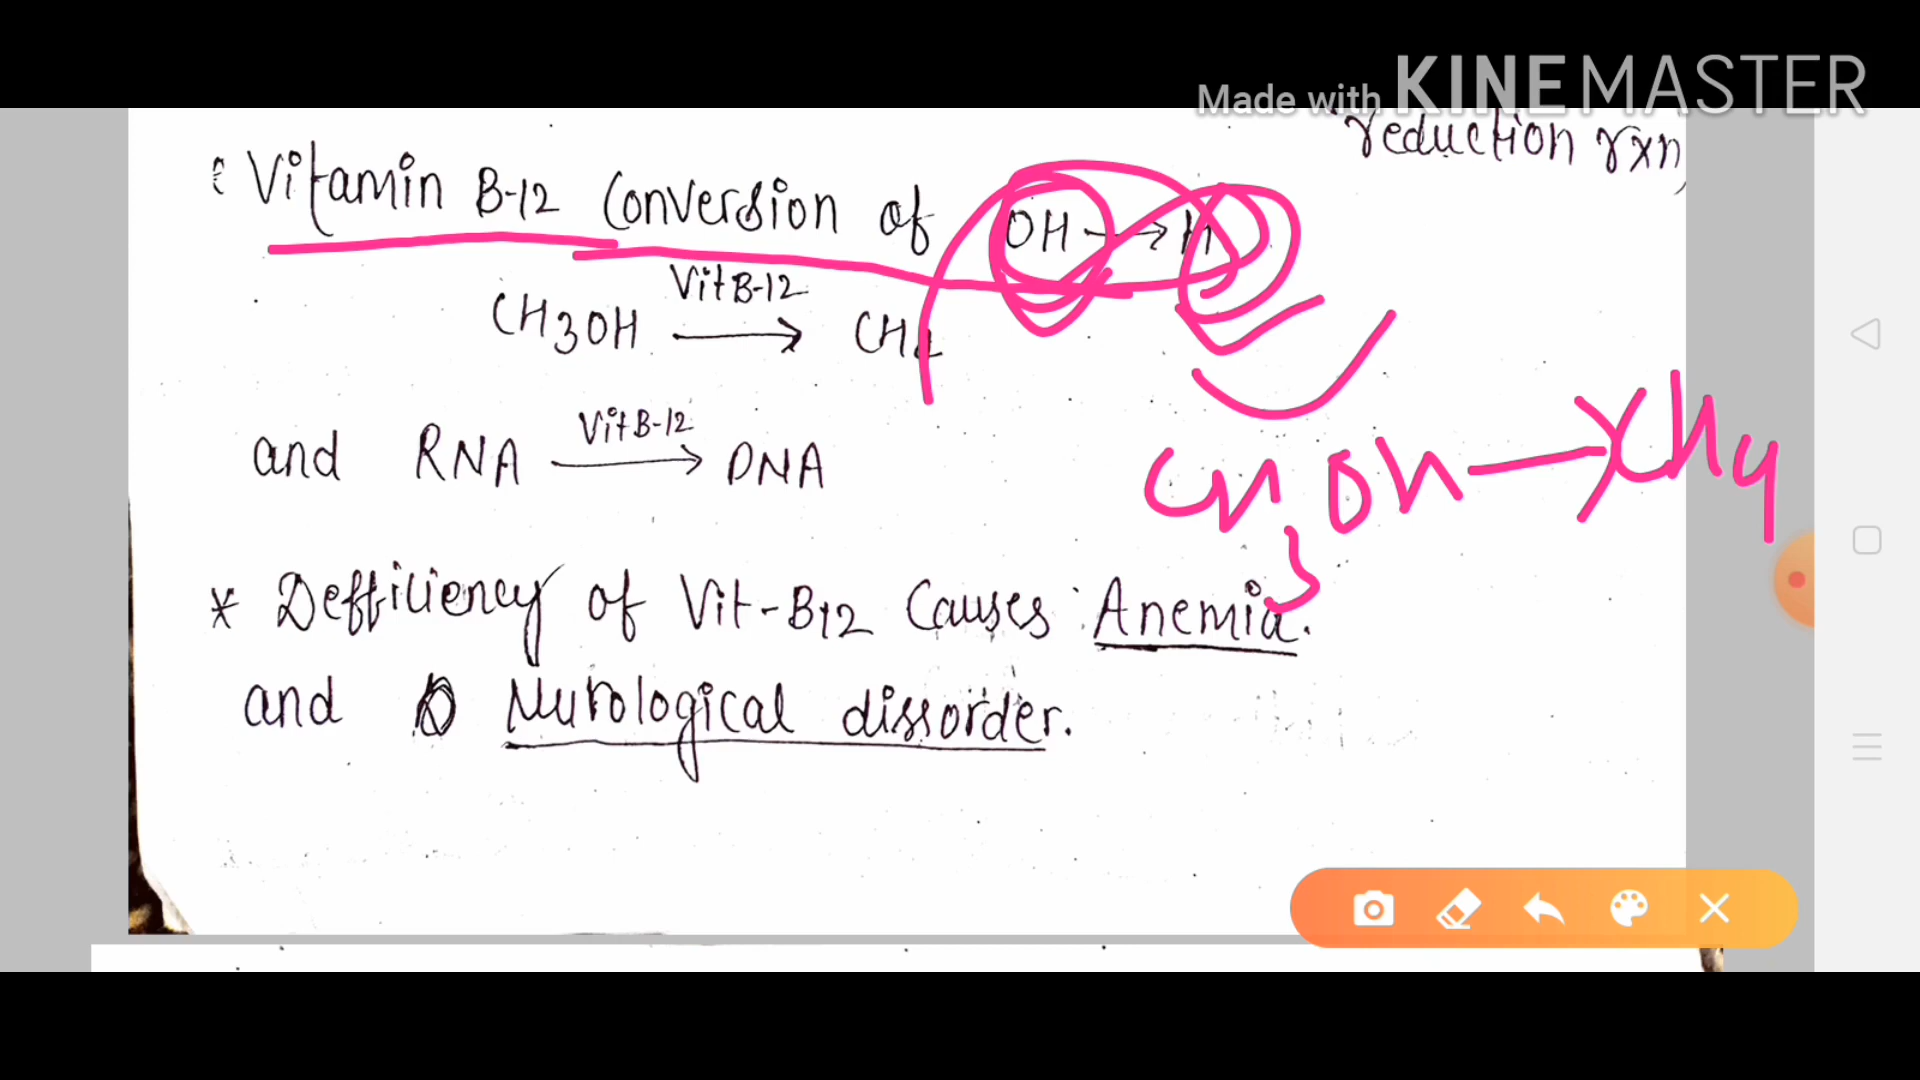 Made with KINEMASTER
reduction rxn
Vitamin B-12 Conversion of OH → H
CH3OH Vit B-12 → CH4
and RNA Vit B-12 → DNA
CH3OH — CH4
* Defficiency of Vit-B12 Causes Anemia.
and Nurological dissorder.